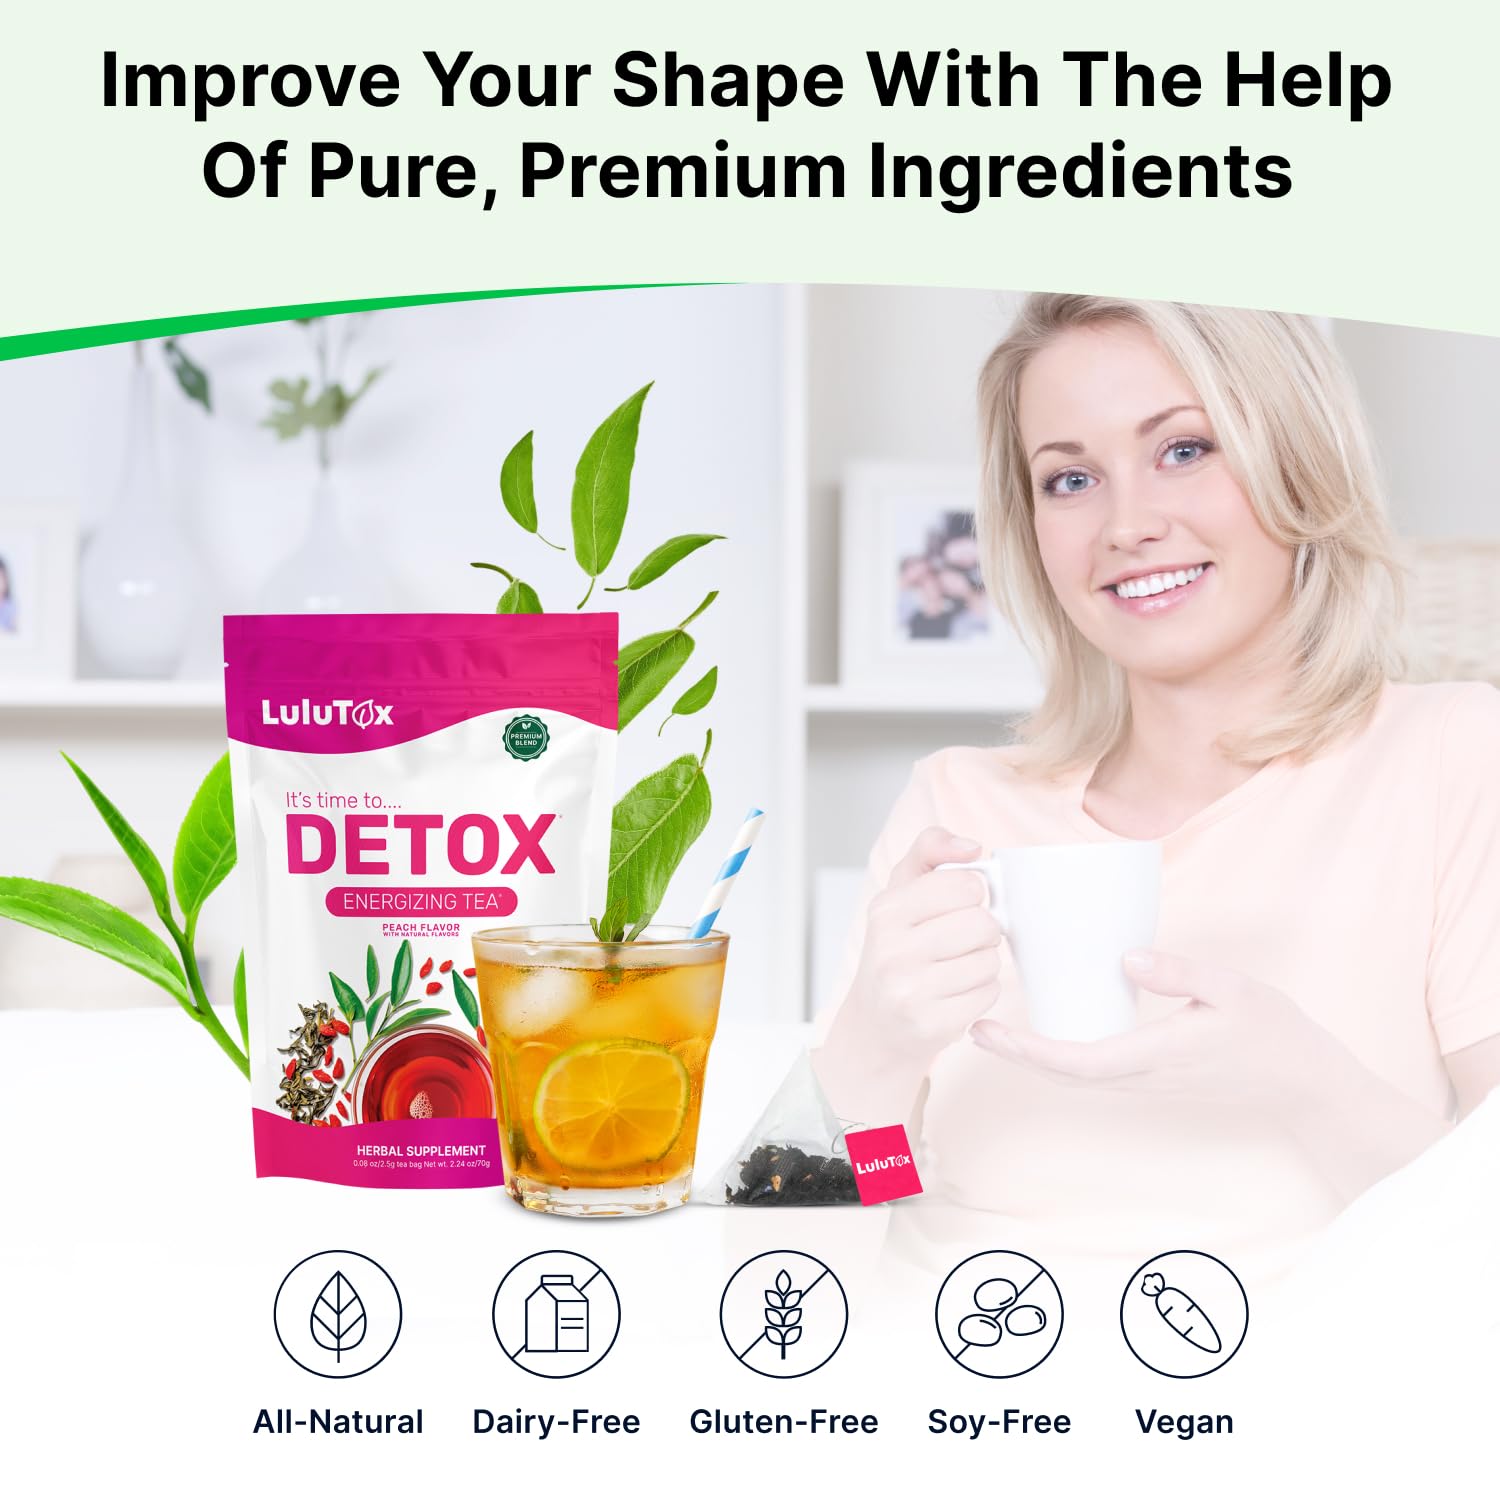 Improve Your Shape With The Help
Of Pure, Premium Ingredients
LuluTox
PREMIUM
BLEND
It's time to....
DETOX®
ENERGIZING TEA®
PEACH FLAVOR
WITH NATURAL FLAVORS
HERBAL SUPPLEMENT
0.08 oz/2.5g tea bag Net wt. 2.24 oz/70g
LuluTox
All-Natural
Dairy-Free
Gluten-Free
Soy-Free
Vegan